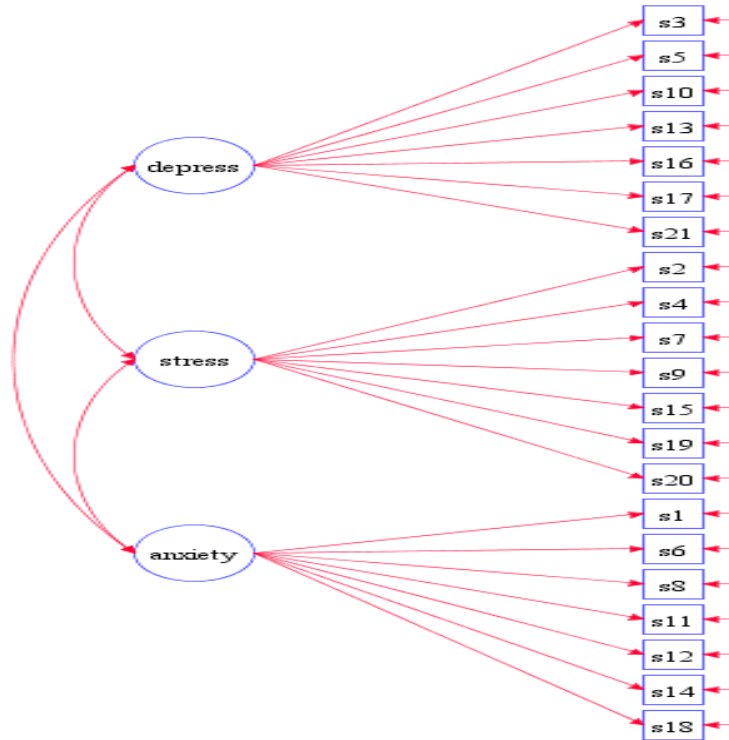 s3
s5
s10
s13
depress
s16
s17
s21
s2
s4
s7
stress
s9
s15
s19
s20
s1
anxiety
s6
s8
s11
s12
s14
s18